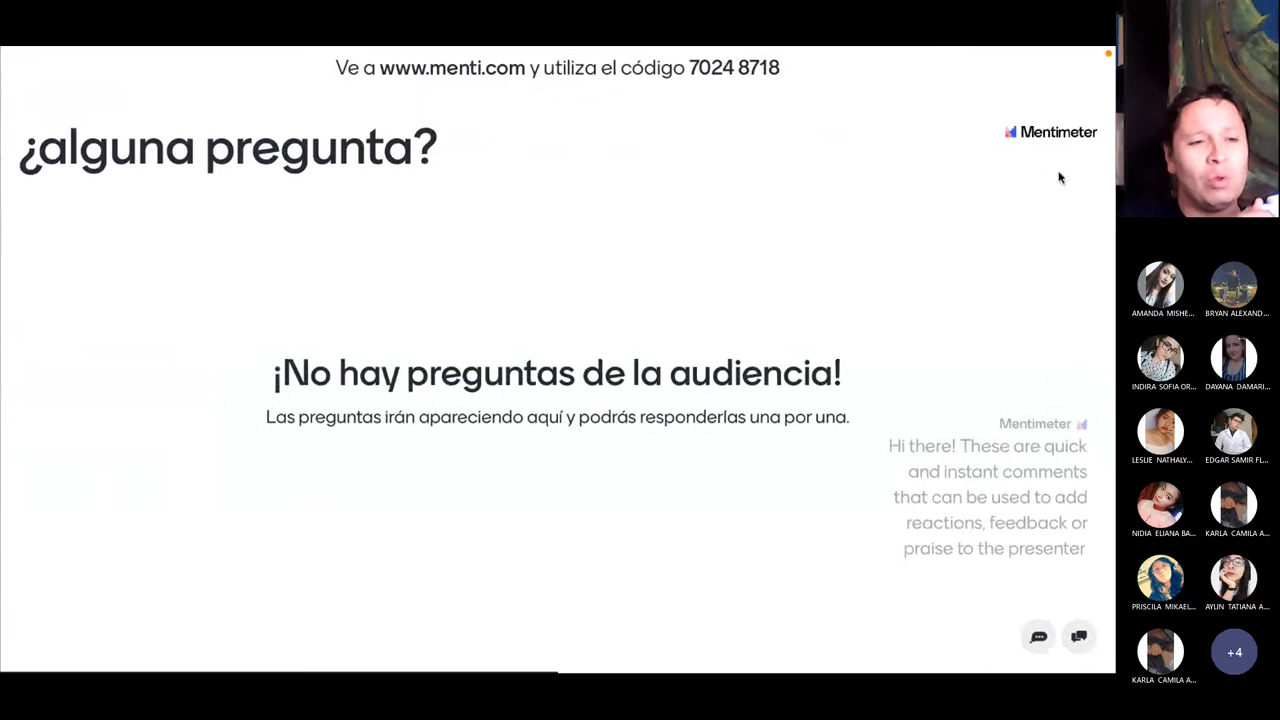 Ve a www.menti.com y utiliza el código 7024 8718
¿alguna pregunta?
Mentimeter
¡No hay preguntas de la audiencia!
Las preguntas irán apareciendo aquí y podrás responderlas una por una.
Mentimeter
Hi there! These are quick
and instant comments
that can be used to add
reactions, feedback or
praise to the presenter
AMANDA MISHE...
BRYAN ALEXAND...
INDIRA SOFIA OR...
DAYANA DAMARI...
LESLIE NATHALY...
EDGAR SAMIR FL...
NIDIA ELIANA BA...
KARLA CAMILA A...
PRISCILA MIKAEL...
AYLIN TATIANA A...
KARLA CAMILA A...
+4